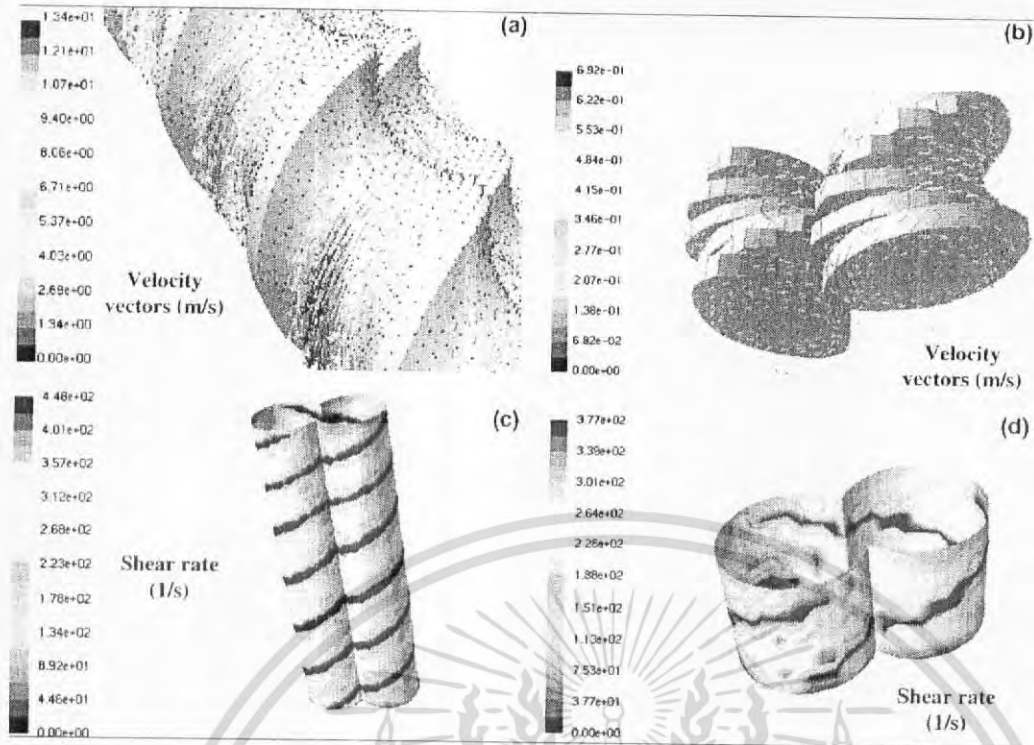 (a)
1.34e+01
1.21e+01
1.07e+01
9.40e+00
8.06e+00
6.71e+00
5.37e+00
4.03e+00
2.69e+00
1.34e+00
0.00e+00
Velocity
vectors (m/s)
(b)
6.92e-01
6.22e-01
5.53e-01
4.84e-01
4.15e-01
3.46e-01
2.77e-01
2.07e-01
1.38e-01
6.82e-02
0.00e+00
Velocity
vectors (m/s)
(c)
4.46e+02
4.01e+02
3.57e+02
3.12e+02
2.68e+02
2.23e+02
1.78e+02
1.34e+02
8.92e+01
4.46e+01
0.00e+00
Shear rate
(1/s)
(d)
3.77e+02
3.39e+02
3.01e+02
2.64e+02
2.26e+02
1.88e+02
1.51e+02
1.13e+02
7.53e+01
3.77e+01
0.00e+00
Shear rate
(1/s)